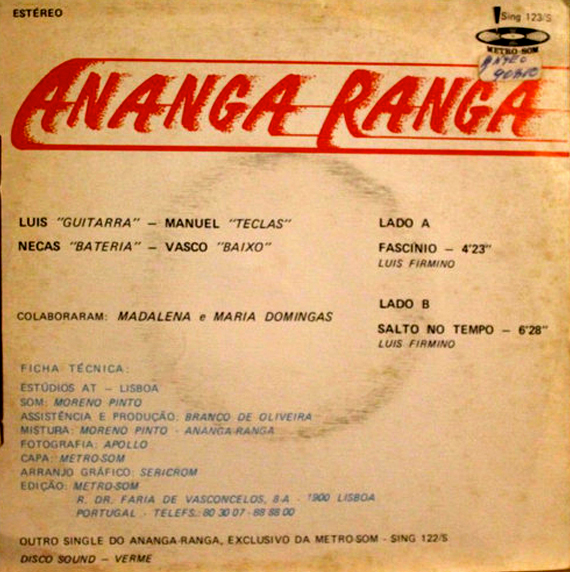 ESTÉREO
Sing 123/S
METRO-SOM
ANANGA RANGA
LUIS "GUITARRA" – MANUEL "TECLAS"
NECAS "BATERIA" – VASCO "BAIXO"
COLABORARAM: MADALENA e MARIA DOMINGAS
LADO A
FASCÍNIO – 4'23"
LUIS FIRMINO
LADO B
SALTO NO TEMPO – 6'28"
LUIS FIRMINO
FICHA TÉCNICA:
ESTÚDIOS AT – LISBOA
SOM: MORENO PINTO
ASSISTÊNCIA E PRODUÇÃO: BRANCO DE OLIVEIRA
MISTURA: MORENO PINTO - ANANGA-RANGA
FOTOGRAFIA: APOLLO
CAPA: METRO-SOM
ARRANJO GRÁFICO: SERICROM
EDIÇÃO: METRO-SOM
R. DR. FARIA DE VASCONCELOS, 8-A - 1900 LISBOA
PORTUGAL - TELEFS.: 80 30 07 - 88 88 00
OUTRO SINGLE DO ANANGA-RANGA, EXCLUSIVO DA METRO-SOM - SING 122/S
DISCO SOUND – VERME